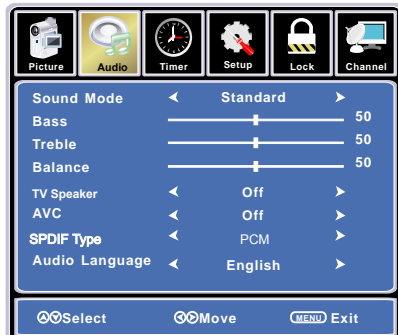 Picture Audio Timer Setup Lock Channel
Sound Mode Standard
Bass 50
Treble 50
Balance 50
TV Speaker Off
AVC Off
SPDIF Type PCM
Audio Language English
Select Move MENU Exit